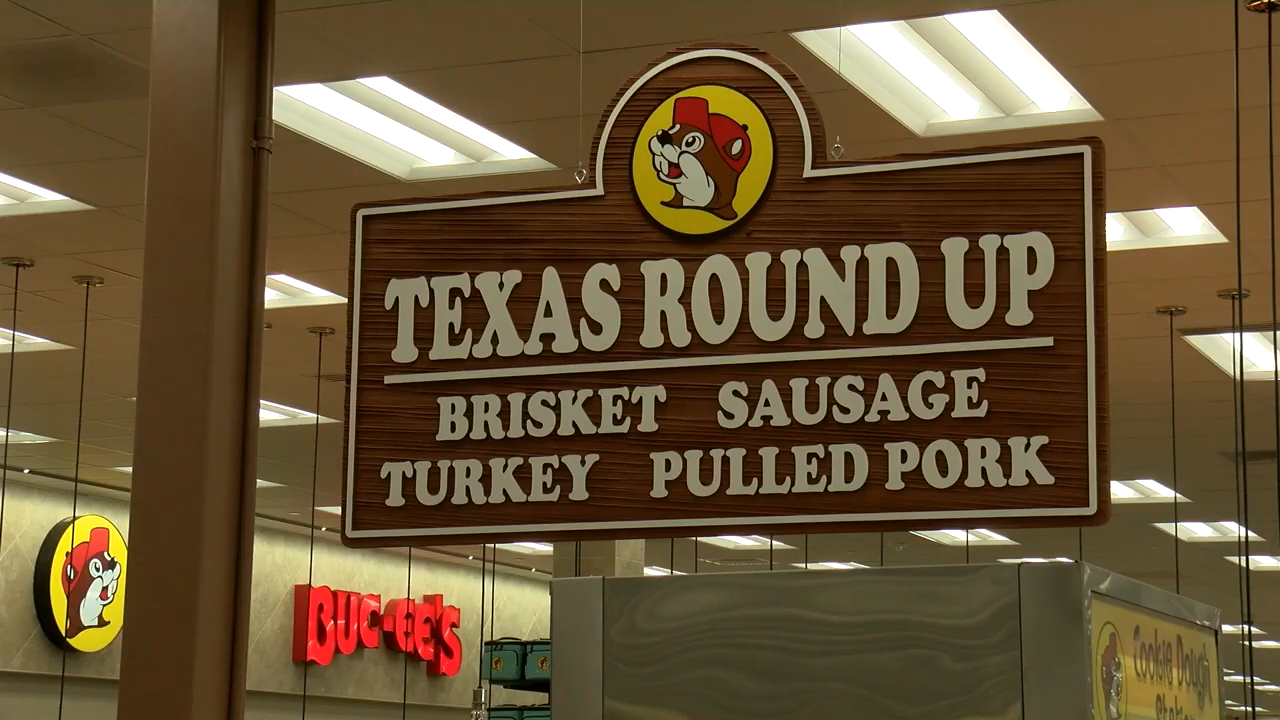 TEXAS ROUND UP
BRISKET SAUSAGE
TURKEY PULLED PORK
BUC-EE'S
Cookie Dough